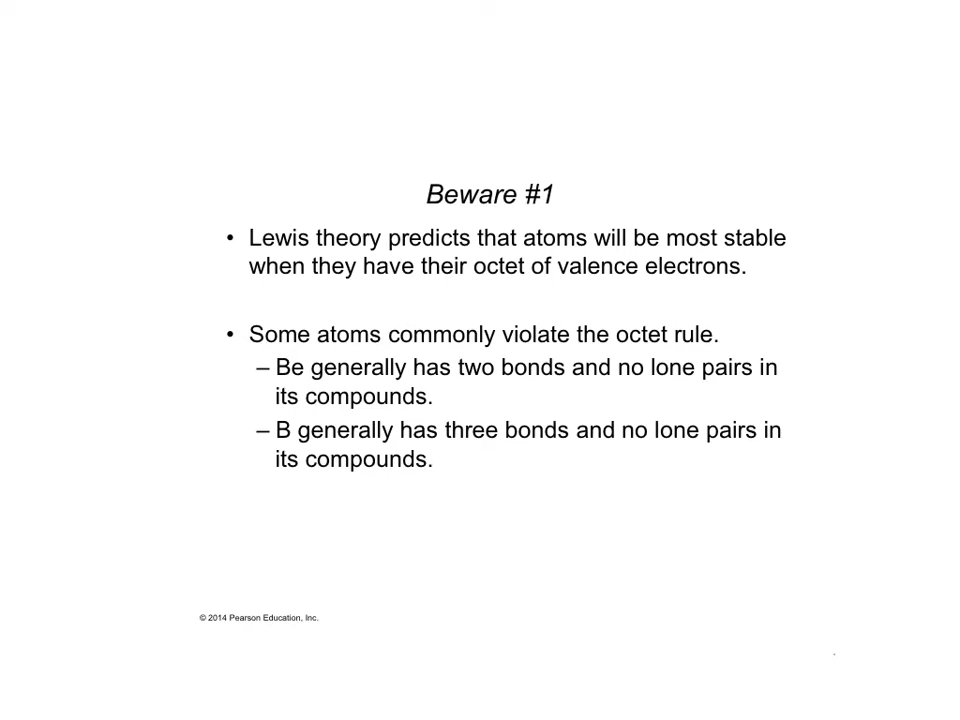 Beware #1
• Lewis theory predicts that atoms will be most stable
when they have their octet of valence electrons.
• Some atoms commonly violate the octet rule.
– Be generally has two bonds and no lone pairs in
its compounds.
– B generally has three bonds and no lone pairs in
its compounds.
© 2014 Pearson Education, Inc.